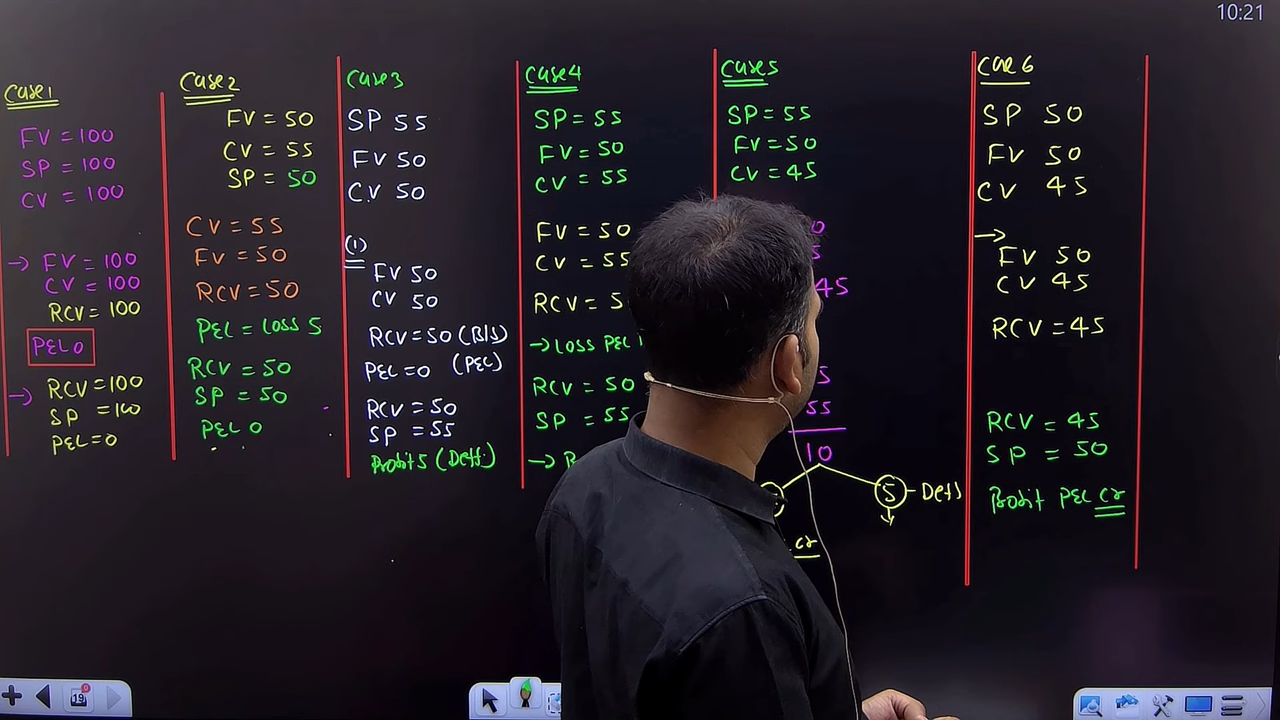 10:21
Case1
FV = 100
SP = 100
CV = 100
→ FV = 100
CV = 100
RCV = 100
P&L 0
→ RCV = 100
SP = 100
P&L = 0
Case2
FV = 50
CV = 55
SP = 50
CV = 55
FV = 50
RCV = 50
P&L = Loss 5
RCV = 50
SP = 50
P&L 0
Case3
SP 55
FV 50
CV 50
(1)
FV 50
CV 50
RCV = 50 (B/S)
P&L = 0 (P&L)
RCV = 50
SP = 55
Profit 5
Case4
SP = 55
FV = 50
CV = 55
FV = 50
CV = 55
RCV = 5
→ Loss P&L
RCV = 50
SP = 55
→
Case5
SP = 55
FV = 50
CV = 45
45
55
10
5
cr
Case 6
SP 50
FV 50
CV 45
→
FV 50
CV 45
RCV = 45
RCV = 45
SP = 50
Profit P&L cr
19